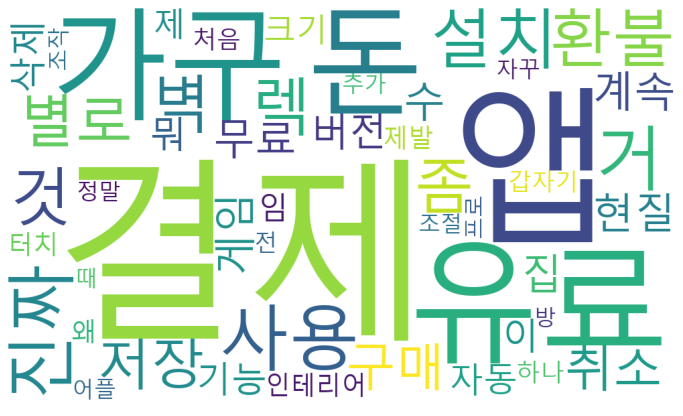 삭제
조작
가구
제
처음
크기
돈
설치
환불
자꾸
별로
벽
뭐
렉
추가
수
계속
무료
버전
제발
앱
거
것
정말
결제
임
좀
갑자기
현질
게임
전
조절
프로
터치
때
진짜
유료
집
방
왜
저장
사용
이
어플
기능
인테리어
구매
자동
하나
취소